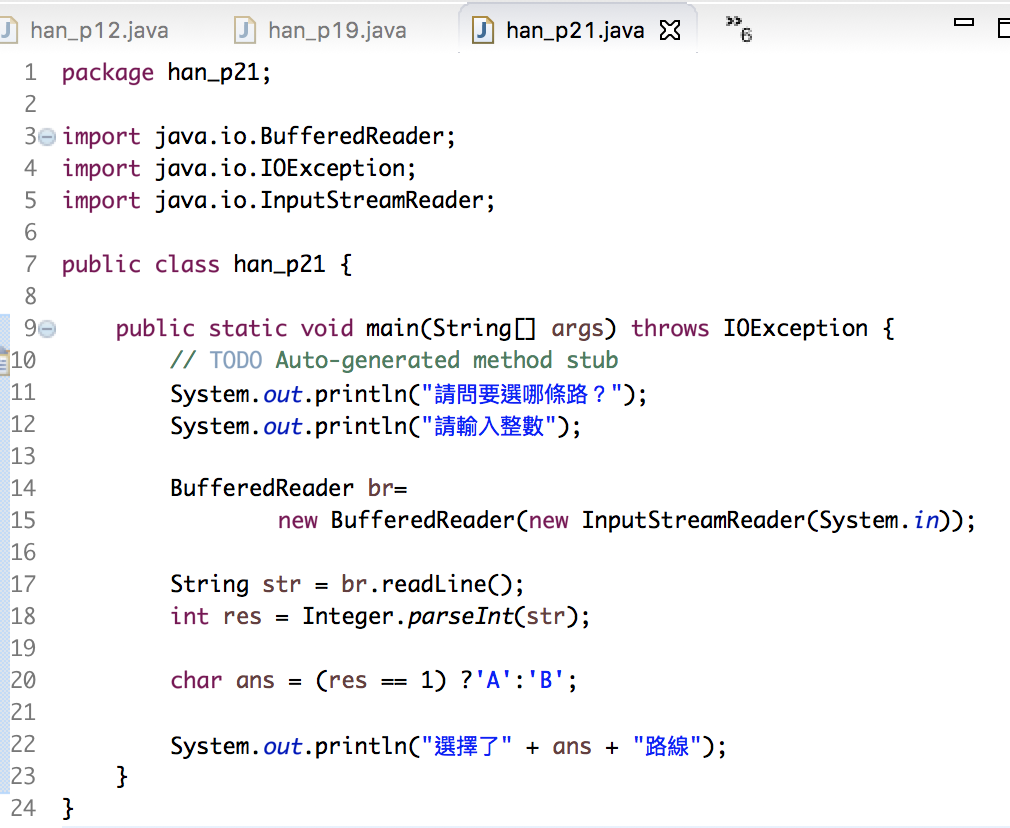 han_p12.java han_p19.java han_p21.java »6
1 package han_p21;
2
3 import java.io.BufferedReader;
4 import java.io.IOException;
5 import java.io.InputStreamReader;
6
7 public class han_p21 {
8
9 public static void main(String[] args) throws IOException {
10 // TODO Auto-generated method stub
11 System.out.println("請問要選哪條路？");
12 System.out.println("請輸入整數");
13
14 BufferedReader br=
15 new BufferedReader(new InputStreamReader(System.in));
16
17 String str = br.readLine();
18 int res = Integer.parseInt(str);
19
20 char ans = (res == 1) ?'A':'B';
21
22 System.out.println("選擇了" + ans + "路線");
23 }
24 }